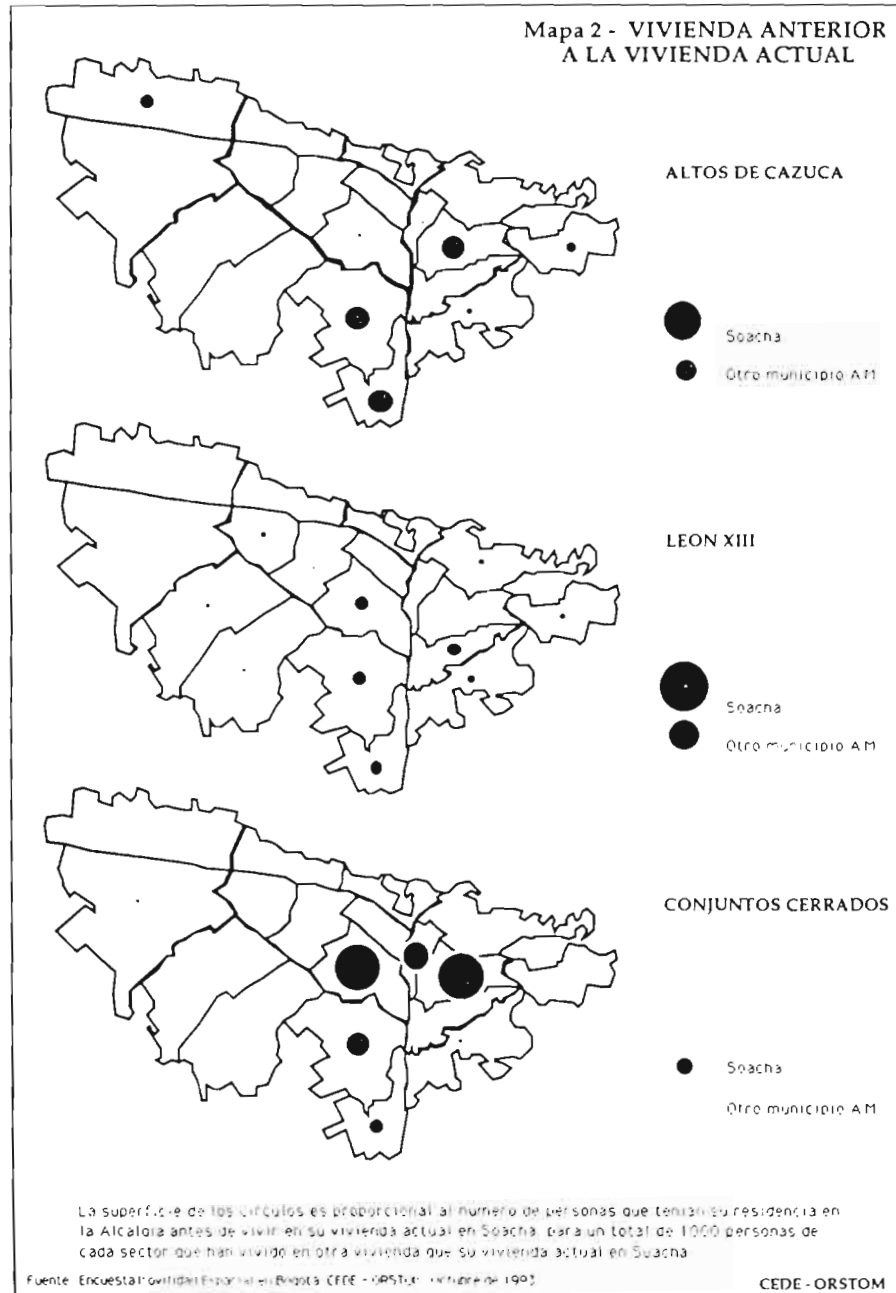 Mapa 2 - VIVIENDA ANTERIOR
A LA VIVIENDA ACTUAL
ALTOS DE CAZUCA
Soacha
Otro municipio A.M
LEON XIII
Soacha
Otro municipio A.M
CONJUNTOS CERRADOS
Soacha
Otro municipio A.M
La superficie de los círculos es proporcional al número de personas que tenían su residencia en
la Alcaldía antes de vivir en su vivienda actual en Soacha, para un total de 1000 personas de
cada sector que han vivido en otra vivienda que su vivienda actual en Suacha
Fuente Encuesta Movilidad Espacial en Bogotá CEDE - ORSTOM octubre de 1993
CEDE - ORSTOM